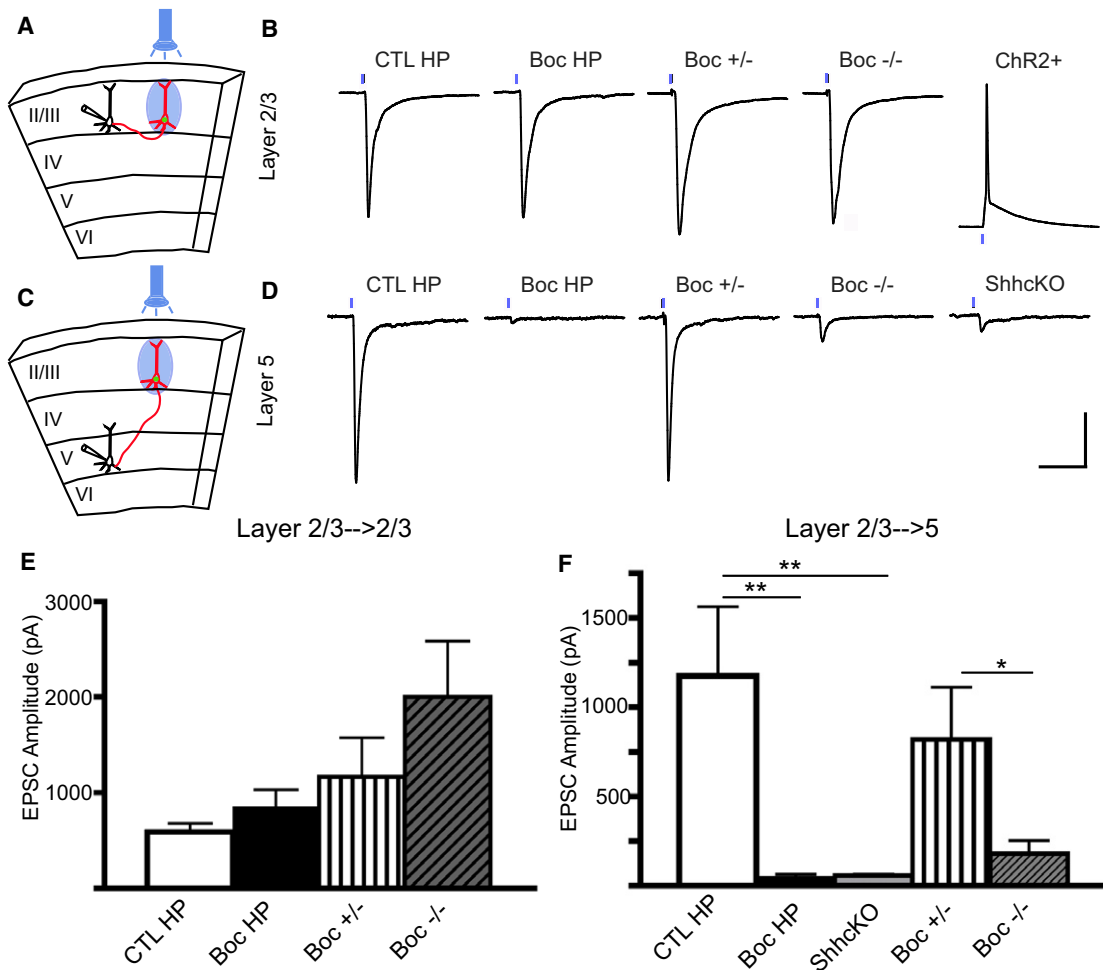 A
II/III
IV
V
VI
B
Layer 2/3
CTL HP
Boc HP
Boc +/-
Boc -/-
ChR2+
C
II/III
IV
V
VI
D
Layer 5
CTL HP
Boc HP
Boc +/-
Boc -/-
ShhcKO
Layer 2/3-->2/3
Layer 2/3-->5
E
EPSC Amplitude (pA)
3000
2000
1000
CTL HP
Boc HP
Boc +/-
Boc -/-
F
EPSC Amplitude (pA)
1500
1000
500
**
**
*
CTL HP
Boc HP
ShhcKO
Boc +/-
Boc -/-